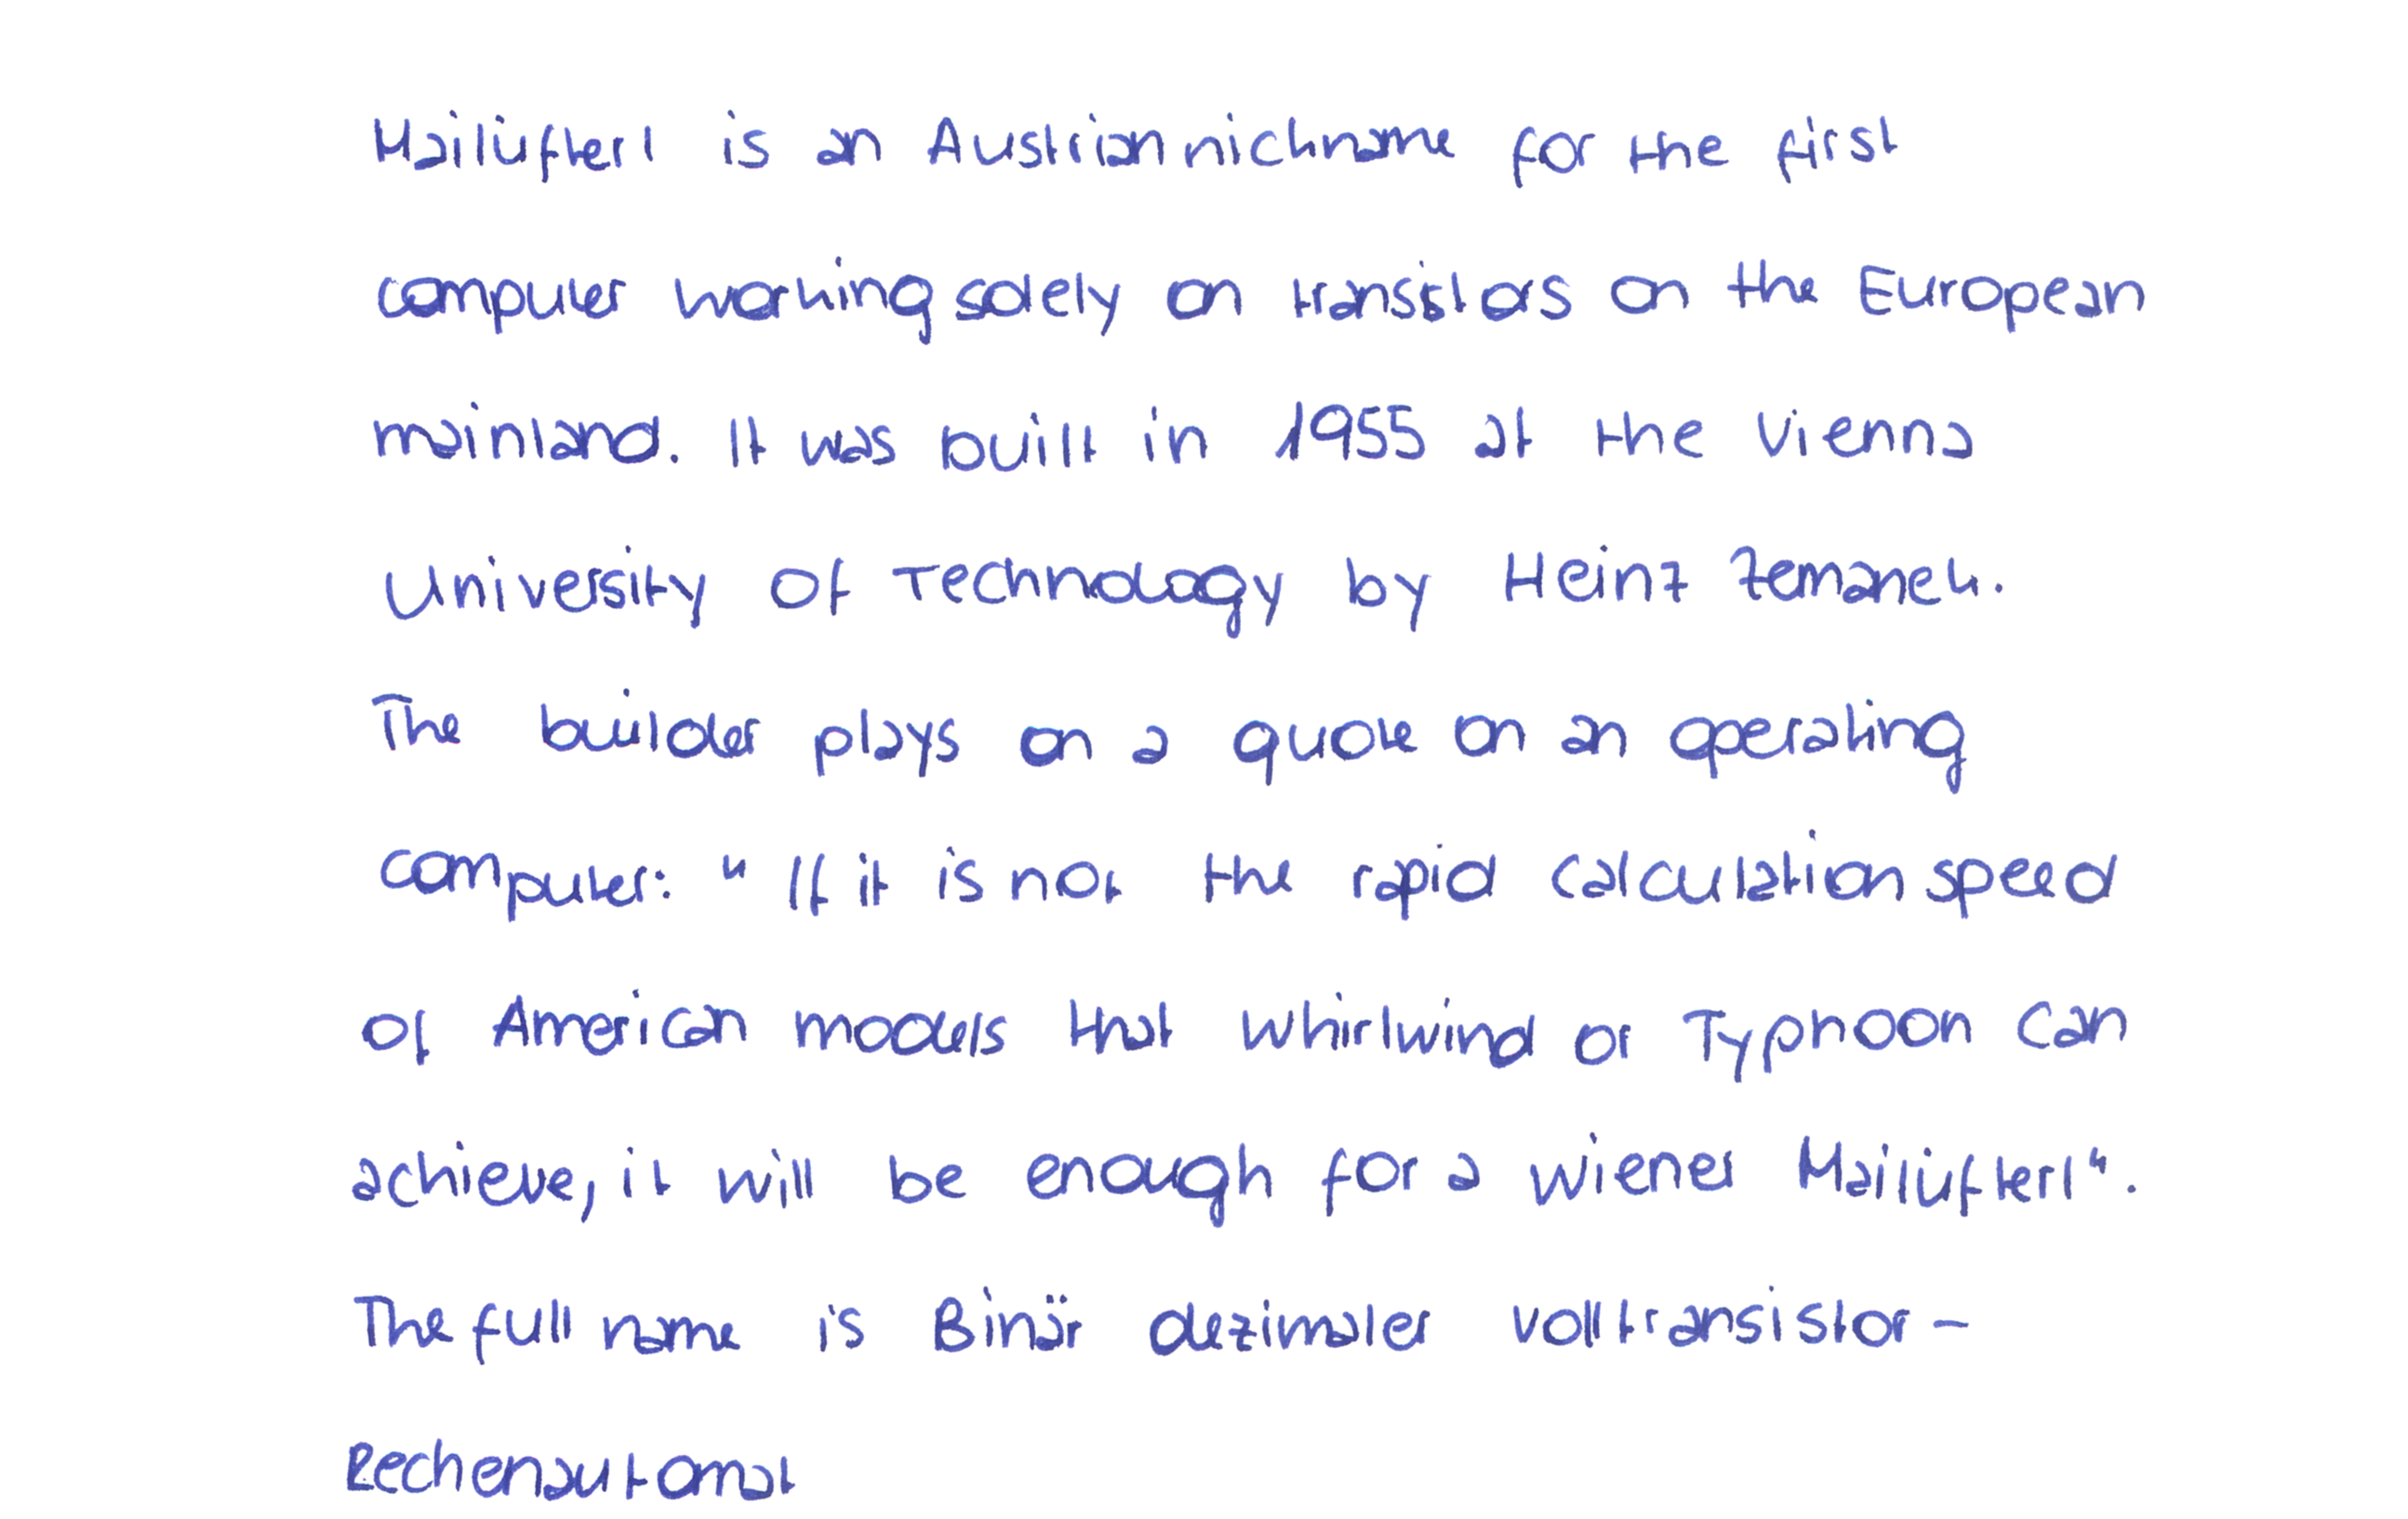 Mailüfterl is an Austrian nickname for the first
computer working solely on transistors on the European
mainland. It was built in 1955 at the Vienna
University of Technology by Heinz Zemanek.
The builder plays on a quote on an operating
computer: "If it is not the rapid calculation speed
of American models that Whirlwind or Typhoon can
achieve, it will be enough for a Wiener Mailüfterl".
The full name is Binär dezimaler Volltransistor-
Rechenautomat